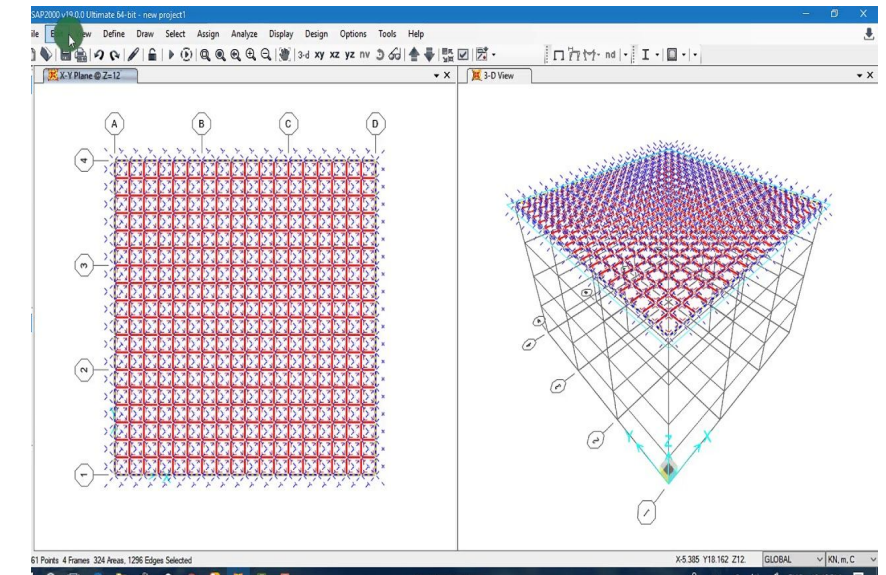 SAP2000 v19.0.0 Ultimate 64-bit - new project1
Define Draw Select Assign Analyze Display Design Options Tools Help
3-d xy xz yz nv nd
X-Y Plane @ Z=12
3-D View
A B C D
4
3
2
1
Y Z X
61 Points 4 Frames 324 Areas, 1296 Edges Selected
X-5.385 Y18.162 Z12
GLOBAL
KN, m, C